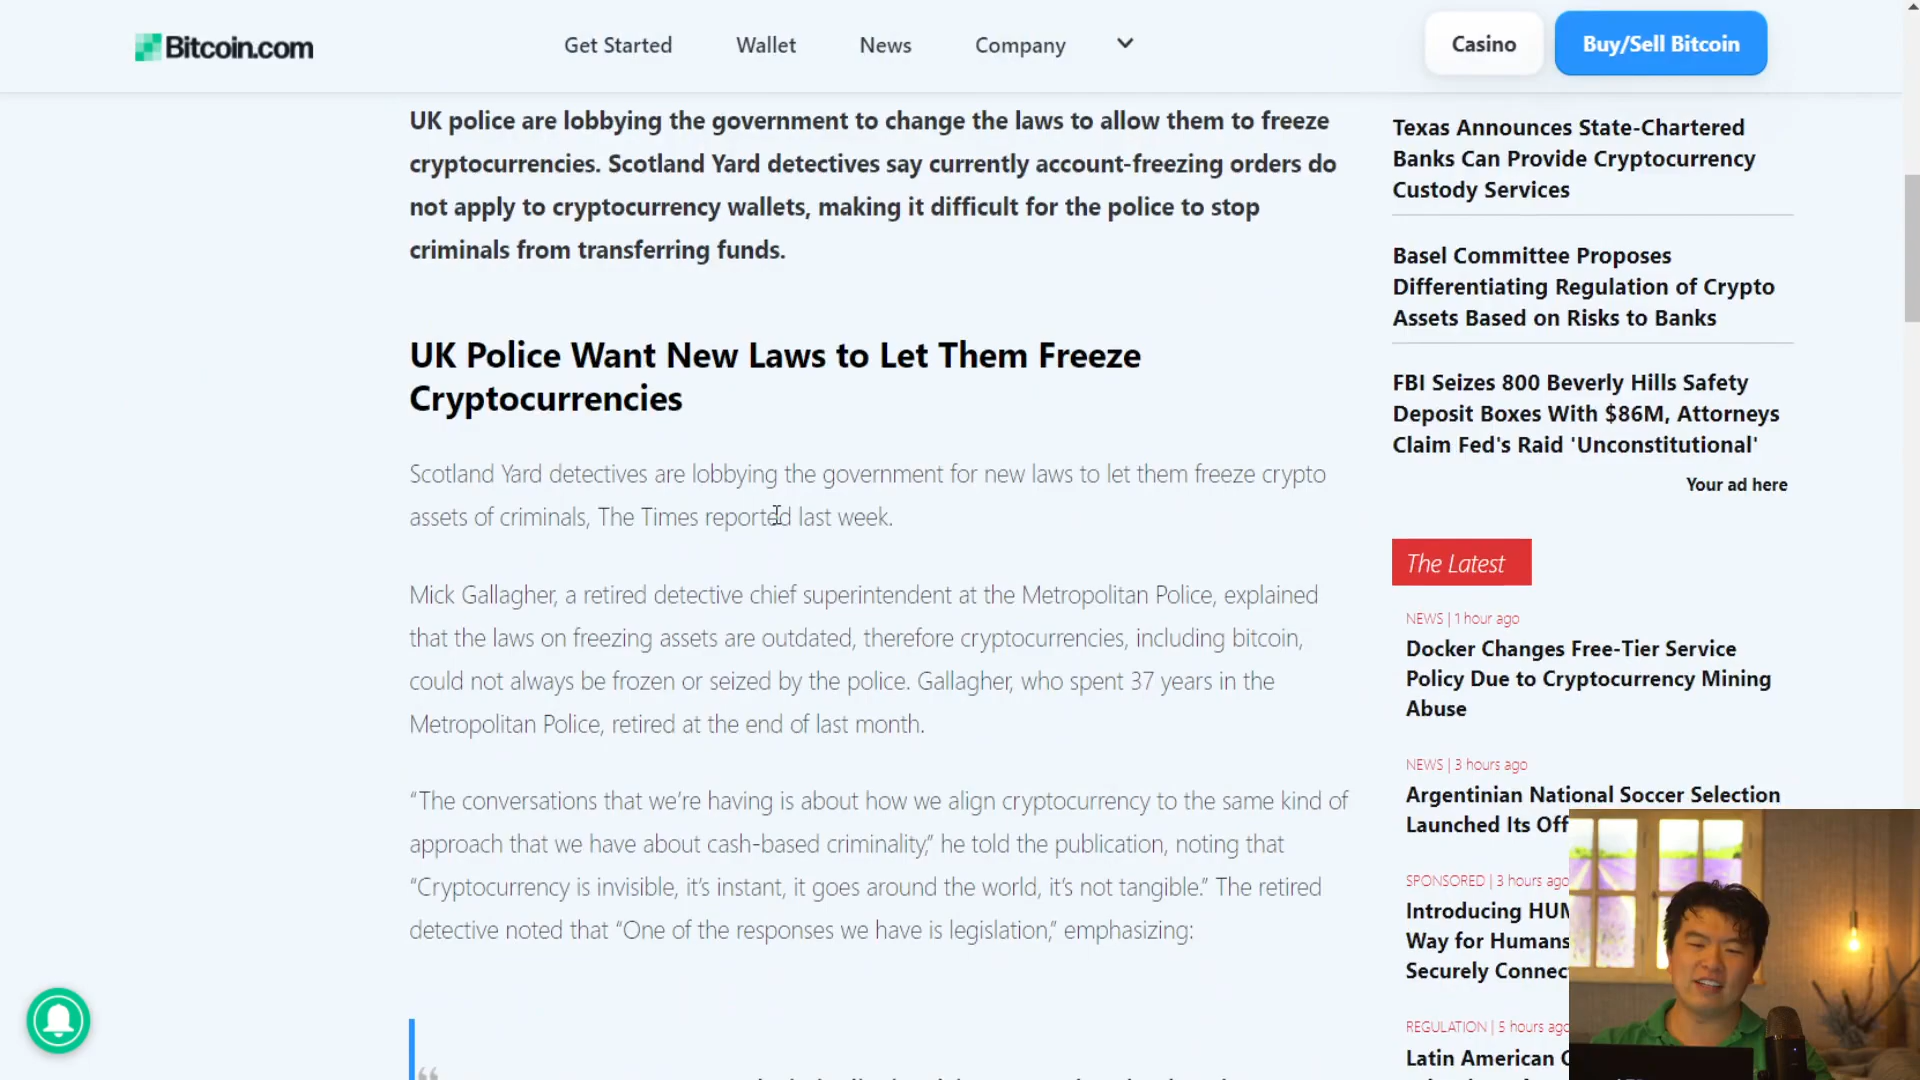 Bitcoin.com
Get Started
Wallet
News
Company
Casino
Buy/Sell Bitcoin
UK police are lobbying the government to change the laws to allow them to freeze
cryptocurrencies. Scotland Yard detectives say currently account-freezing orders do
not apply to cryptocurrency wallets, making it difficult for the police to stop
criminals from transferring funds.
UK Police Want New Laws to Let Them Freeze
Cryptocurrencies
Scotland Yard detectives are lobbying the government for new laws to let them freeze crypto
assets of criminals, The Times reported last week.
Mick Gallagher, a retired detective chief superintendent at the Metropolitan Police, explained
that the laws on freezing assets are outdated, therefore cryptocurrencies, including bitcoin,
could not always be frozen or seized by the police. Gallagher, who spent 37 years in the
Metropolitan Police, retired at the end of last month.
“The conversations that we’re having is about how we align cryptocurrency to the same kind of
approach that we have about cash-based criminality,” he told the publication, noting that
“Cryptocurrency is invisible, it’s instant, it goes around the world, it’s not tangible.” The retired
detective noted that “One of the responses we have is legislation,” emphasizing:
“
Texas Announces State-Chartered
Banks Can Provide Cryptocurrency
Custody Services
Basel Committee Proposes
Differentiating Regulation of Crypto
Assets Based on Risks to Banks
FBI Seizes 800 Beverly Hills Safety
Deposit Boxes With $86M, Attorneys
Claim Fed's Raid 'Unconstitutional'
Your ad here
The Latest
NEWS | 1 hour ago
Docker Changes Free-Tier Service
Policy Due to Cryptocurrency Mining
Abuse
NEWS | 3 hours ago
Argentinian National Soccer Selection
Launched Its Off
SPONSORED | 3 hours ago
Introducing HUM
Way for Humans
Securely Connec
REGULATION | 5 hours ago
Latin American